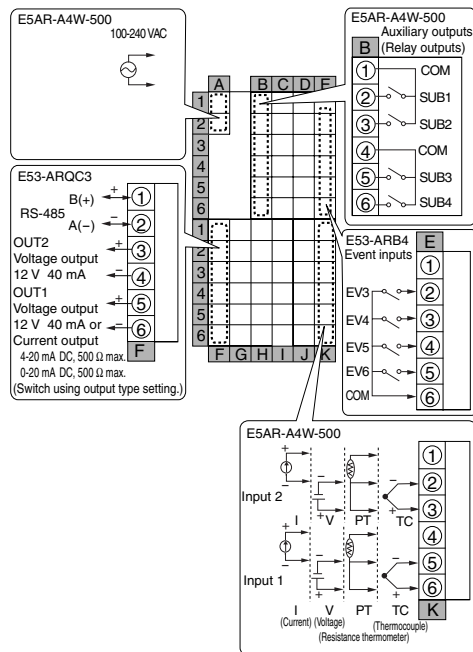 E5AR-A4W-500
100-240 VAC
E5AR-A4W-500
Auxiliary outputs
(Relay outputs)
B
1 COM
2 SUB1
3 SUB2
4 COM
5 SUB3
6 SUB4
A B C D E
1
2
3
4
5
6
1
2
3
4
5
6
F G H I J K
E53-ARQC3
RS-485
B(+) + 1
A(−) − 2
OUT2 + 3
Voltage output
12 V 40 mA − 4
OUT1 + 5
Voltage output
12 V 40 mA or − 6
Current output F
4-20 mA DC, 500 Ω max.
0-20 mA DC, 500 Ω max.
(Switch using output type setting.)
E53-ARB4 E
Event inputs
1
EV3 2
EV4 3
EV5 4
EV6 5
COM 6
E5AR-A4W-500
1
+ − − 2
− + + 3
Input 2 I V PT TC
4
+ − − 5
− + + 6
Input 1
I V PT TC K
(Current) (Voltage) (Thermocouple)
(Resistance thermometer)